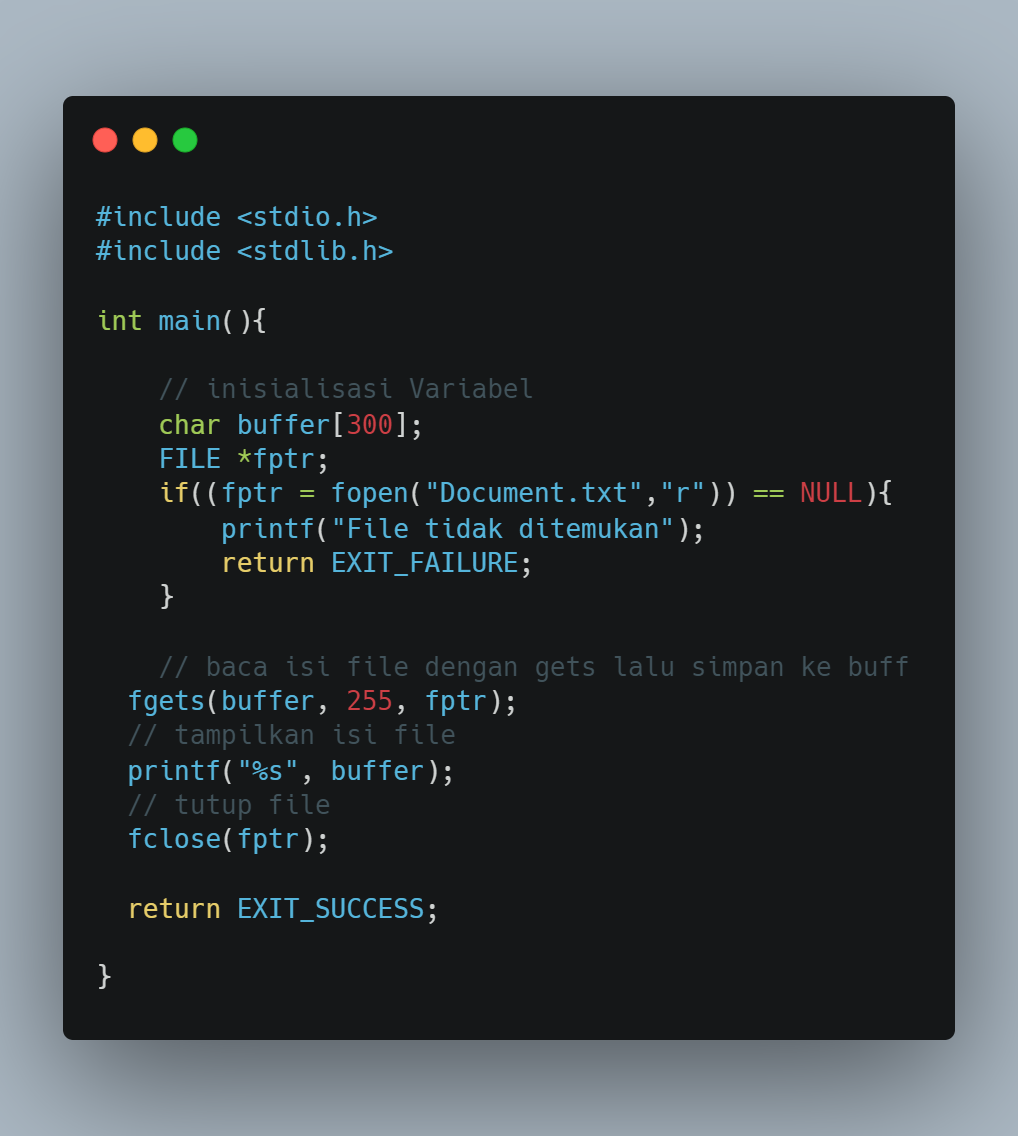 #include <stdio.h>
#include <stdlib.h>
int main(){
// inisialisasi Variabel
char buffer[300];
FILE *fptr;
if((fptr = fopen("Document.txt","r")) == NULL){
printf("File tidak ditemukan");
return EXIT_FAILURE;
}
// baca isi file dengan gets lalu simpan ke buff
fgets(buffer, 255, fptr);
// tampilkan isi file
printf("%s", buffer);
// tutup file
fclose(fptr);
return EXIT_SUCCESS;
}